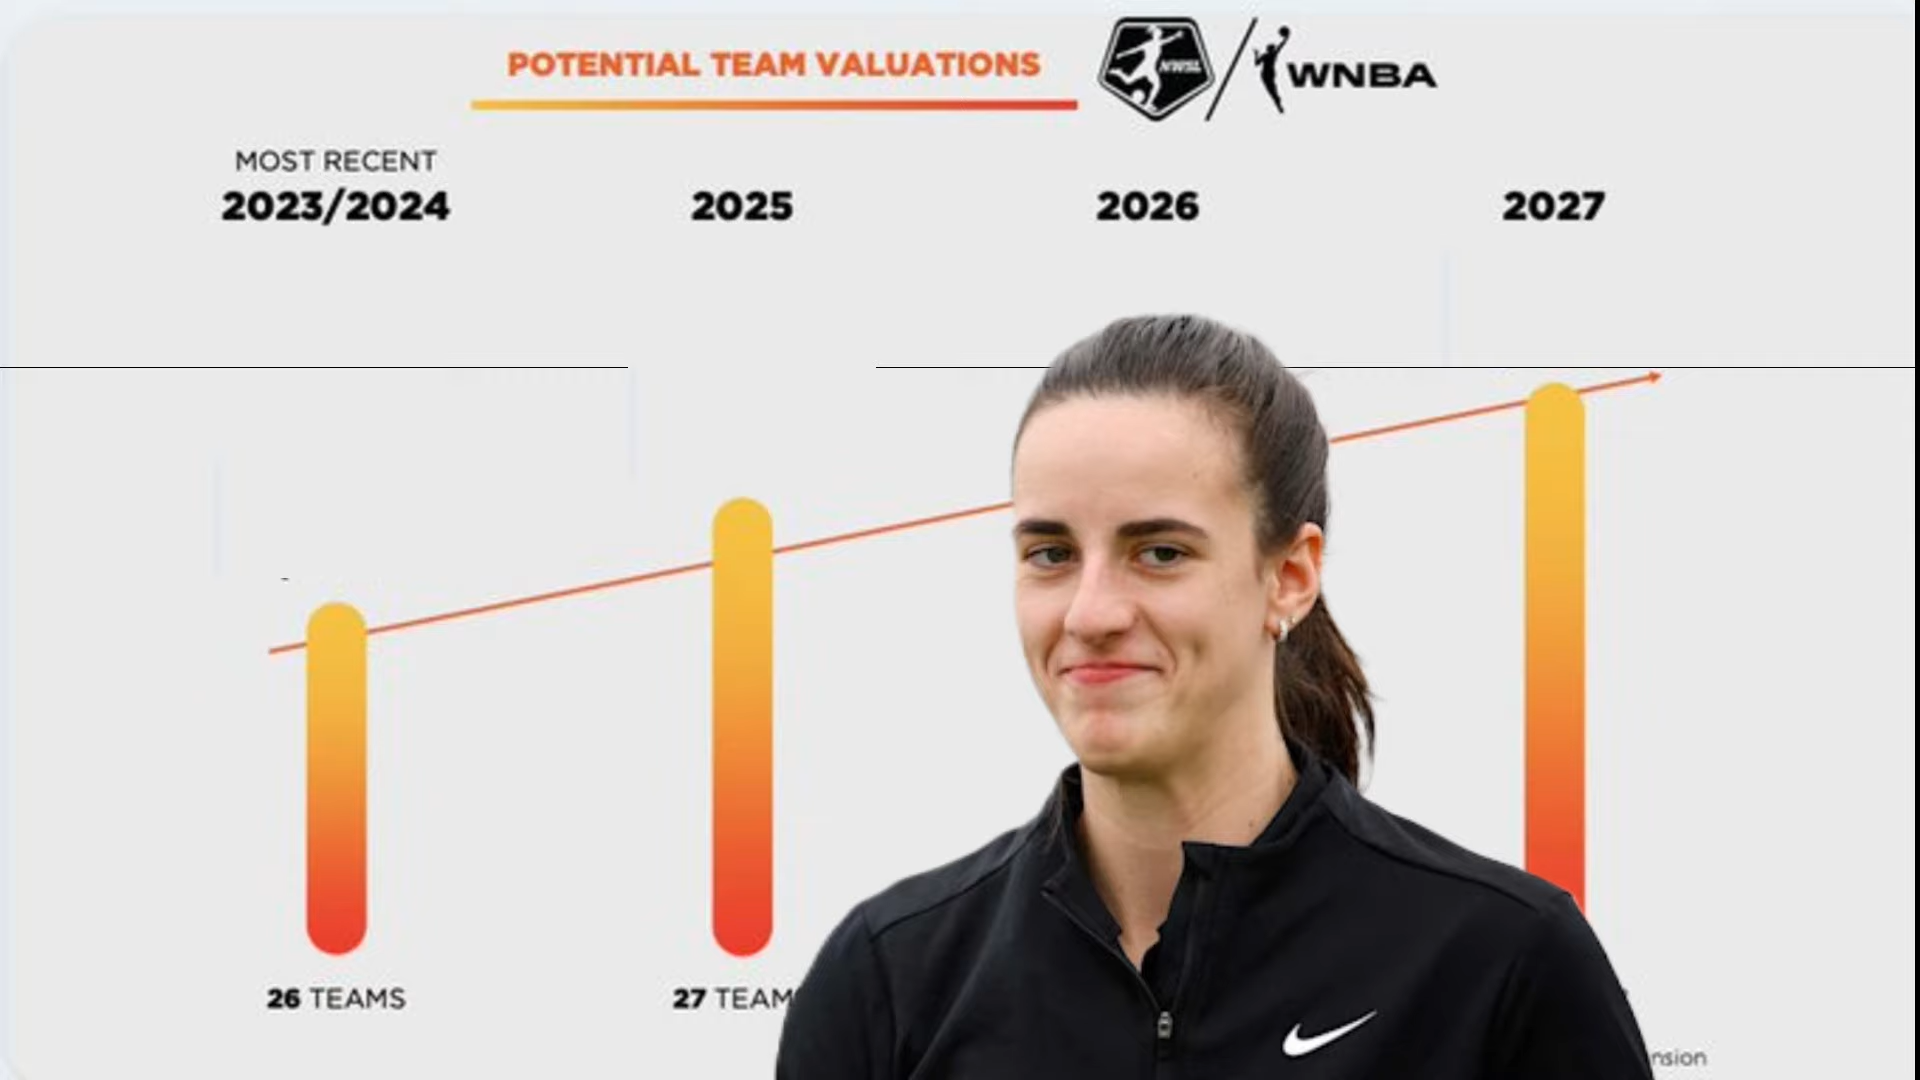 POTENTIAL TEAM VALUATIONS
NWSL
WNBA
MOST RECENT
2023/2024
2025
2026
2027
26 TEAMS
27 TEAM
nsion